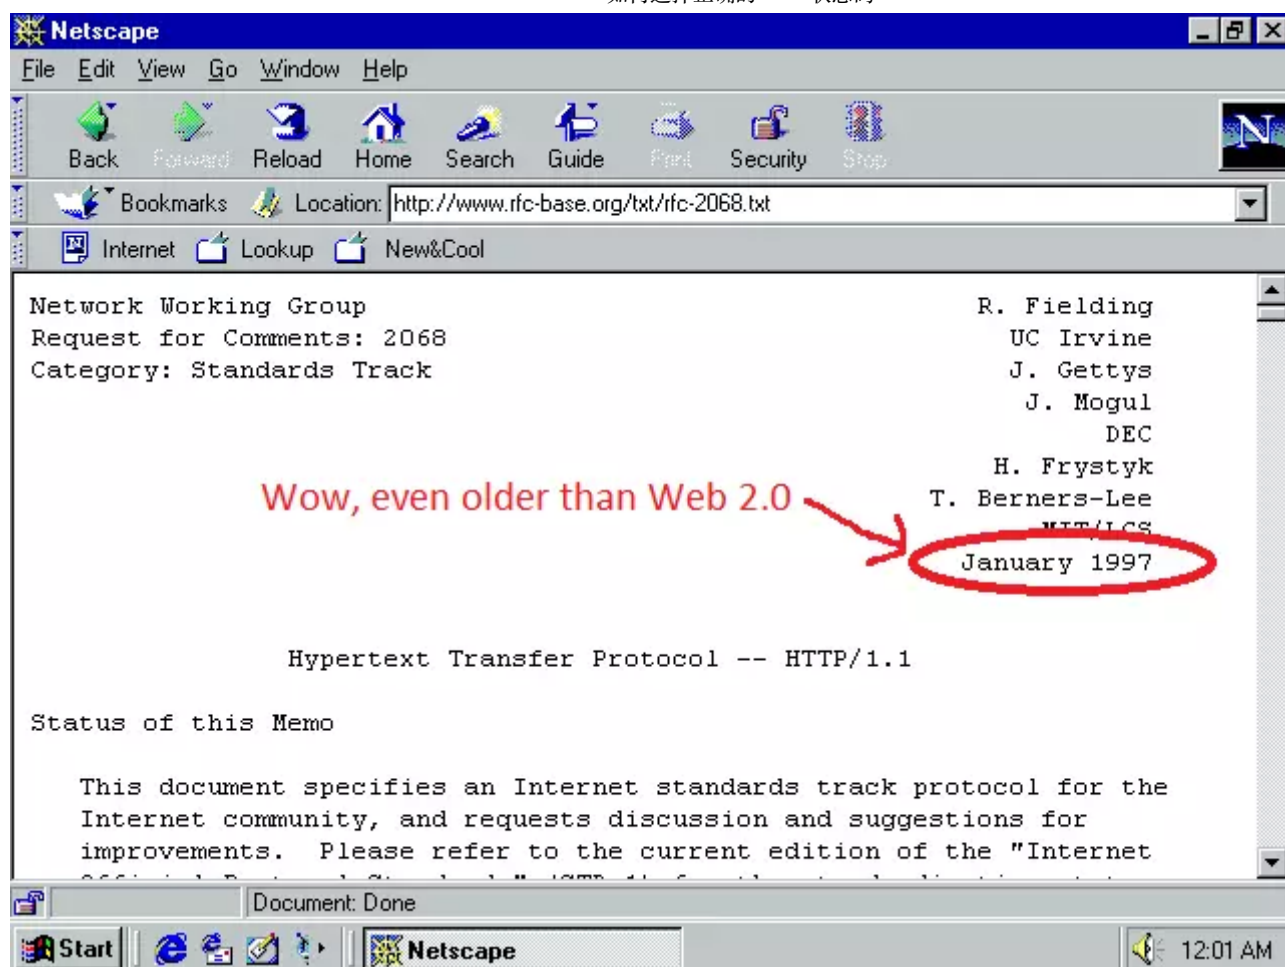 Netscape
File Edit View Go Window Help
Back Forward Reload Home Search Guide Print Security Stop
N
Bookmarks Location: http://www.rfc-base.org/txt/rfc-2068.txt
Internet Lookup New&Cool
Network Working Group R. Fielding
Request for Comments: 2068 UC Irvine
Category: Standards Track J. Gettys
J. Mogul
DEC
H. Frystyk
Wow, even older than Web 2.0 T. Berners-Lee
MIT/LCS
January 1997
Hypertext Transfer Protocol -- HTTP/1.1
Status of this Memo
This document specifies an Internet standards track protocol for the
Internet community, and requests discussion and suggestions for
improvements. Please refer to the current edition of the "Internet
Document: Done
Start Netscape 12:01 AM